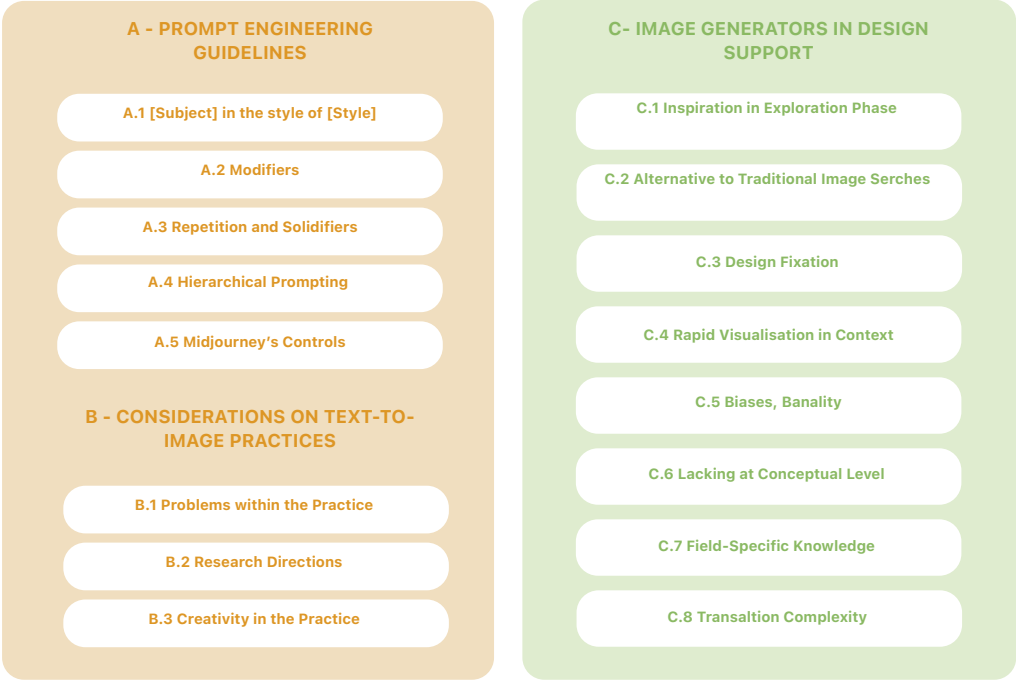 A - PROMPT ENGINEERING
GUIDELINES
A.1 [Subject] in the style of [Style]
A.2 Modifiers
A.3 Repetition and Solidifiers
A.4 Hierarchical Prompting
A.5 Midjourney’s Controls
B - CONSIDERATIONS ON TEXT-TO-
IMAGE PRACTICES
B.1 Problems within the Practice
B.2 Research Directions
B.3 Creativity in the Practice
C- IMAGE GENERATORS IN DESIGN
SUPPORT
C.1 Inspiration in Exploration Phase
C.2 Alternative to Traditional Image Serches
C.3 Design Fixation
C.4 Rapid Visualisation in Context
C.5 Biases, Banality
C.6 Lacking at Conceptual Level
C.7 Field-Specific Knowledge
C.8 Transaltion Complexity